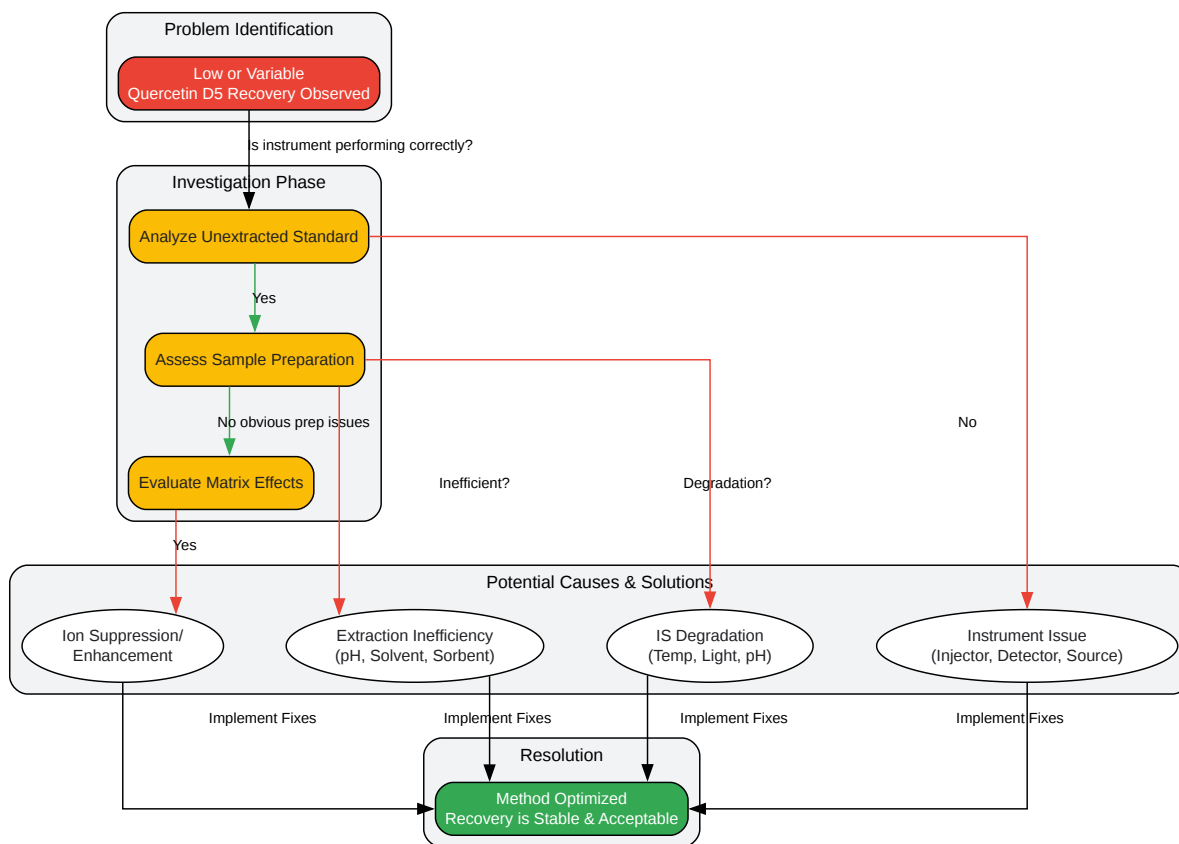 Problem Identification
Low or Variable
Quercetin D5 Recovery Observed
Is instrument performing correctly?
Investigation Phase
Analyze Unextracted Standard
Yes
Assess Sample Preparation
No obvious prep issues
No
Evaluate Matrix Effects
Inefficient?
Degradation?
Yes
Potential Causes & Solutions
Ion Suppression/
Enhancement
Extraction Inefficiency
(pH, Solvent, Sorbent)
IS Degradation
(Temp, Light, pH)
Instrument Issue
(Injector, Detector, Source)
Implement Fixes
Implement Fixes
Implement Fixes
Implement Fixes
Resolution
Method Optimized
Recovery is Stable & Acceptable